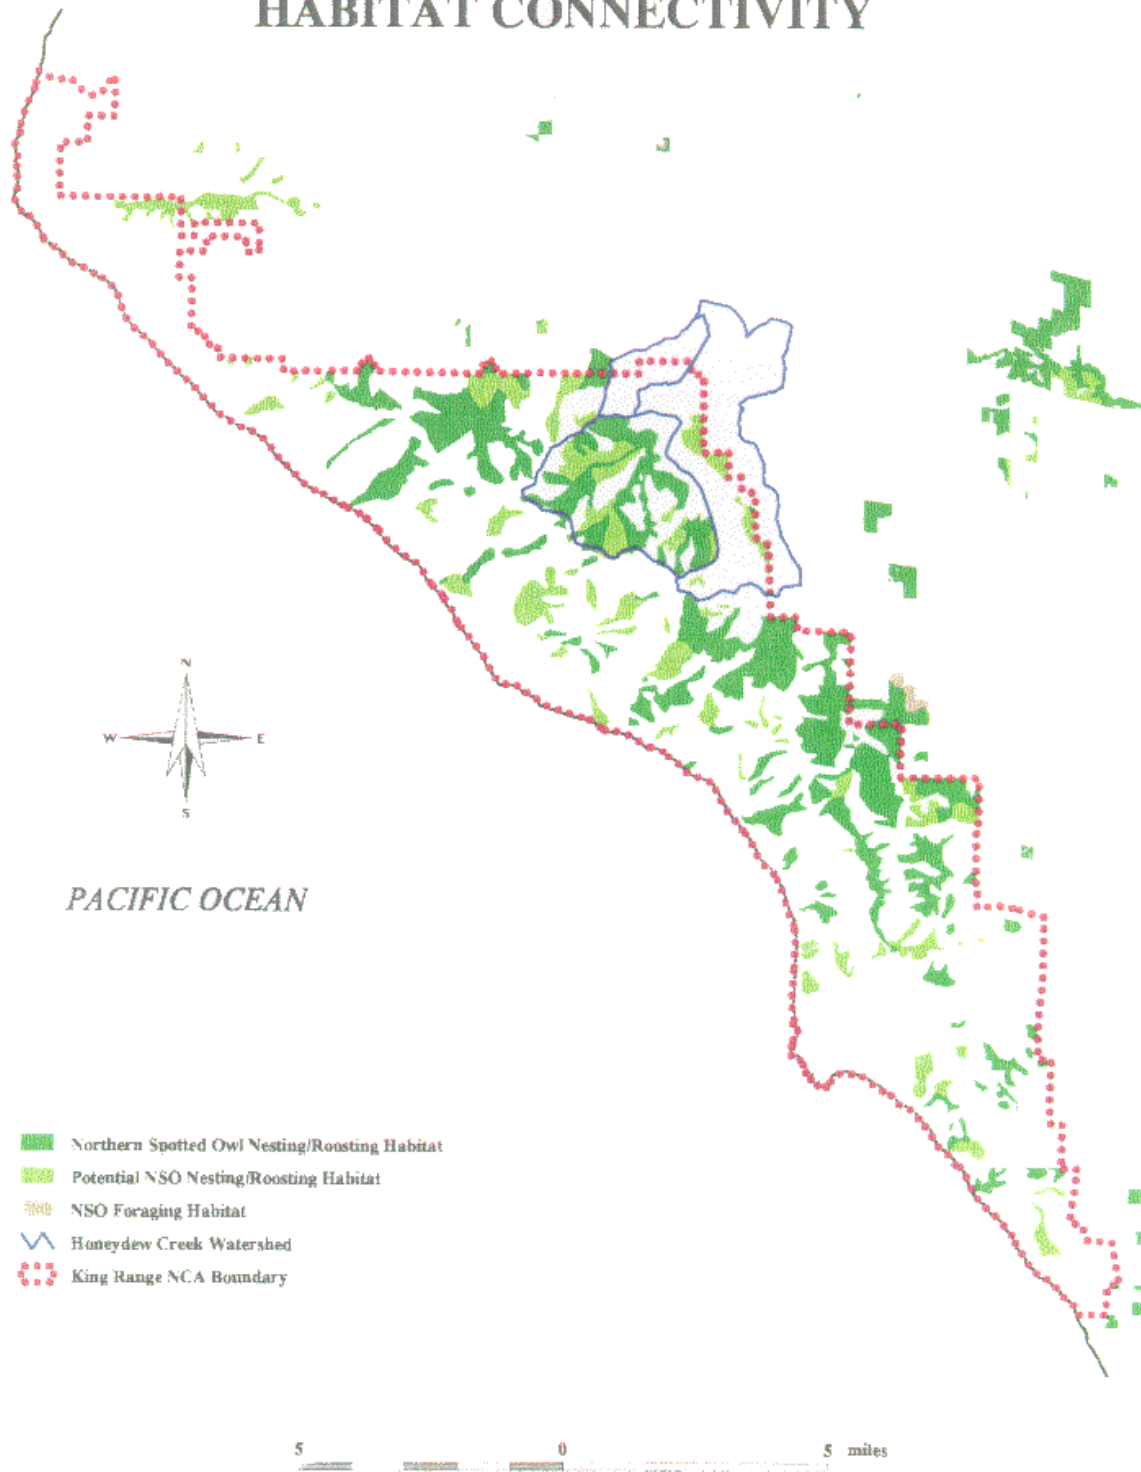 HABITAT CONNECTIVITY
N
W E
S
PACIFIC OCEAN
Northern Spotted Owl Nesting/Roosting Habitat
Potential NSO Nesting/Roosting Habitat
NSO Foraging Habitat
Honeydew Creek Watershed
King Range NCA Boundary
5 0 5 miles